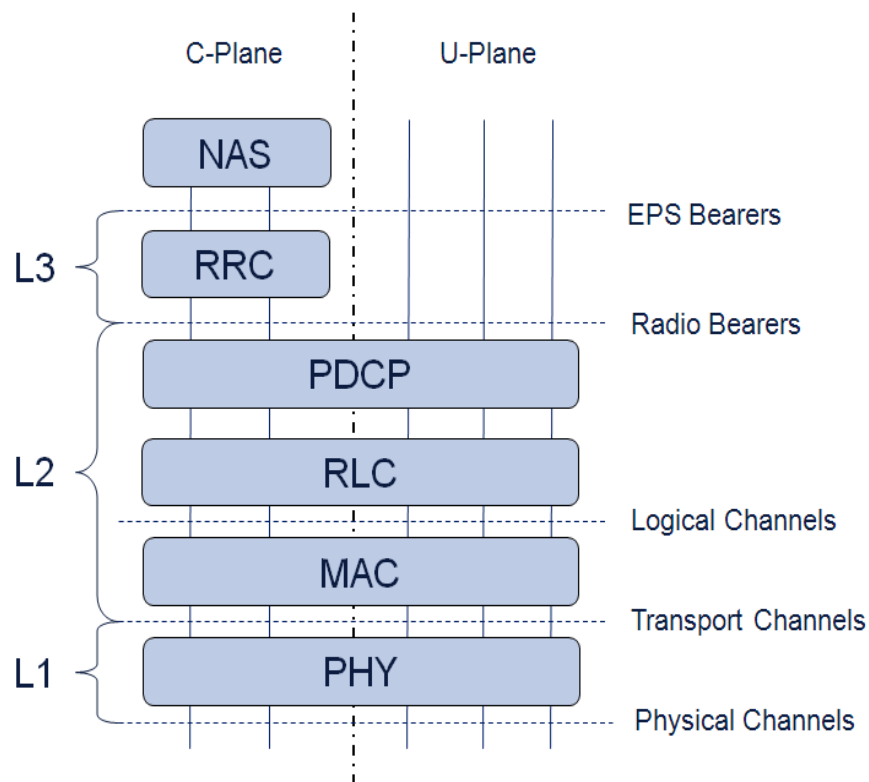 C-Plane
U-Plane
NAS
EPS Bearers
L3
RRC
Radio Bearers
PDCP
L2
RLC
Logical Channels
MAC
Transport Channels
L1
PHY
Physical Channels